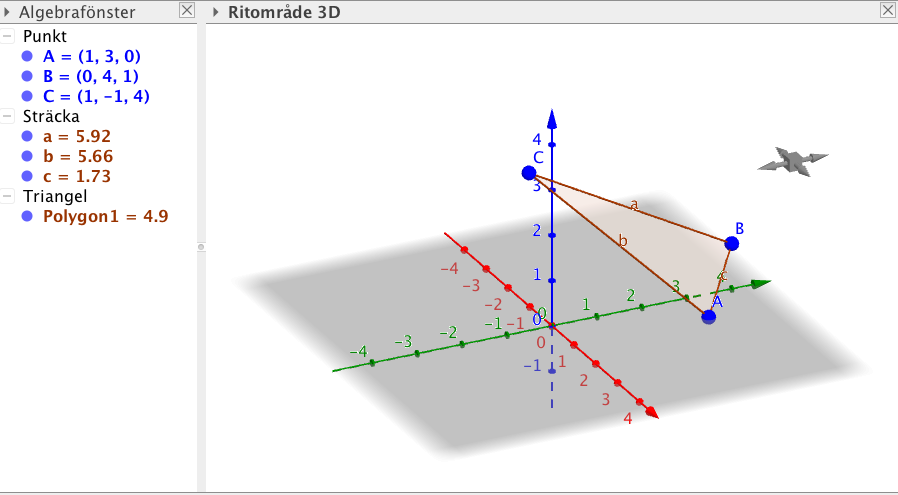 Algebrafönster
Punkt
A = (1, 3, 0)
B = (0, 4, 1)
C = (1, -1, 4)
Sträcka
a = 5.92
b = 5.66
c = 1.73
Triangel
Polygon1 = 4.9
Ritområde 3D
4
C
3
a
B
2
b
-4
c
4
1
3
A
-3
2
-2
1
0
-1
-1
0
-2
0
-3
-4
-1
1
2
3
4